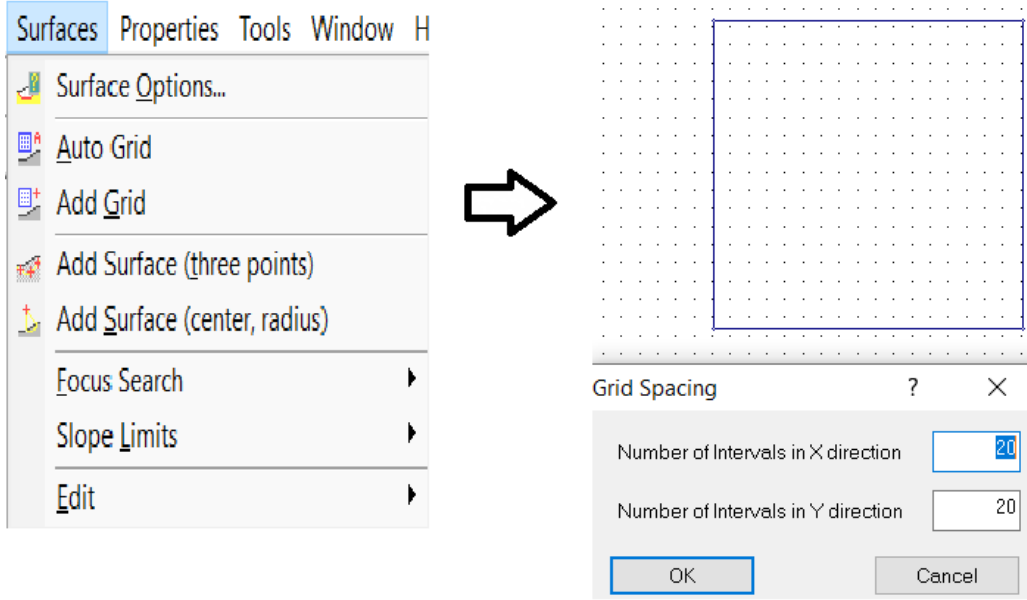 Surfaces Properties Tools Window H
Surface Options...
Auto Grid
Add Grid
Add Surface (three points)
Add Surface (center, radius)
Focus Search
Slope Limits
Edit
Grid Spacing ? X
Number of Intervals in X direction 20
Number of Intervals in Y direction 20
OK Cancel